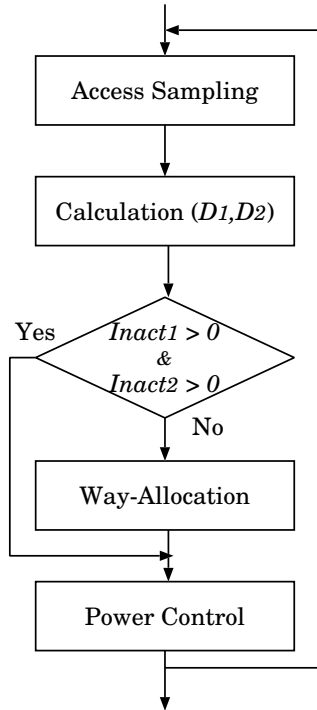 Access Sampling
Calculation (D1,D2)
Yes
Inact1 > 0
&
Inact2 > 0
No
Way-Allocation
Power Control